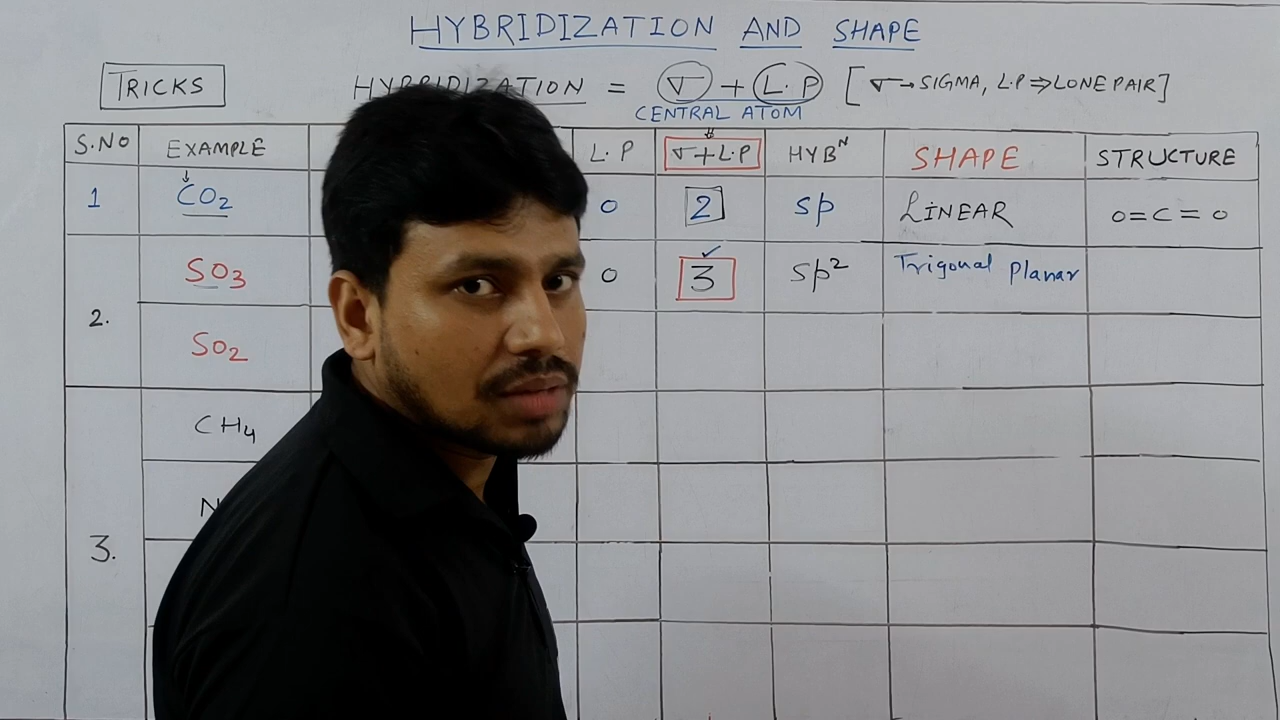 HYBRIDIZATION AND SHAPE
TRICKS
HYBRIDIZATION = σ + L.P [σ→SIGMA, L.P⇒LONE PAIR]
CENTRAL ATOM
S.NO EXAMPLE L.P σ+L.P HYBᴺ SHAPE STRUCTURE
1 CO₂ 0 2 sp LINEAR O=C=O
2. SO₃ 0 3 sp² Trigonal Planar
SO₂
CH₄
N
3.